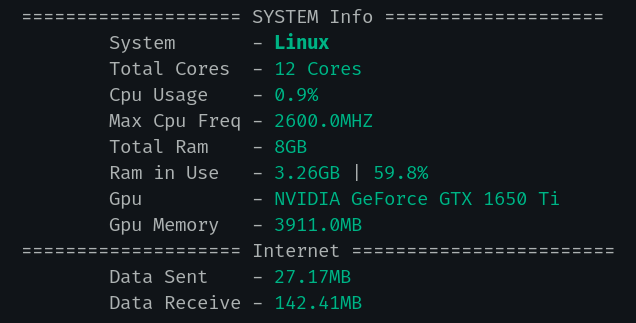 ==================== SYSTEM Info ====================
System - Linux
Total Cores - 12 Cores
Cpu Usage - 0.9%
Max Cpu Freq - 2600.0MHZ
Total Ram - 8GB
Ram in Use - 3.26GB | 59.8%
Gpu - NVIDIA GeForce GTX 1650 Ti
Gpu Memory - 3911.0MB
==================== Internet ========================
Data Sent - 27.17MB
Data Receive - 142.41MB